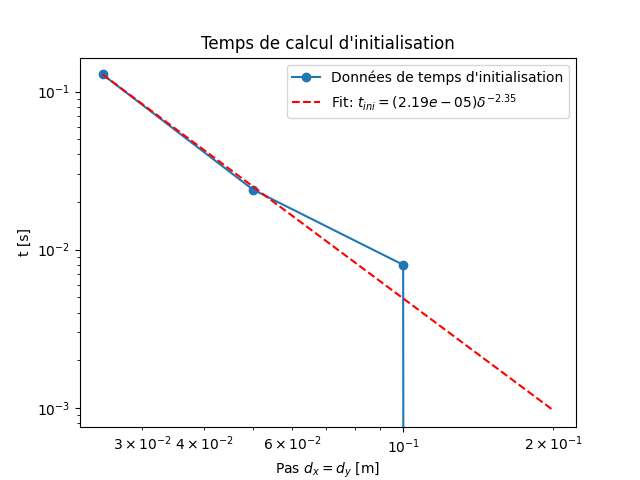 Temps de calcul d'initialisation
Données de temps d'initialisation
Fit: t_{ini} = (2.19e − 05)δ^{−2.35}
t [s]
10^{−1}
10^{−2}
10^{−3}
3 × 10^{−2} 4 × 10^{−2} 6 × 10^{−2} 10^{−1} 2 × 10^{−1}
Pas d_x = d_y [m]